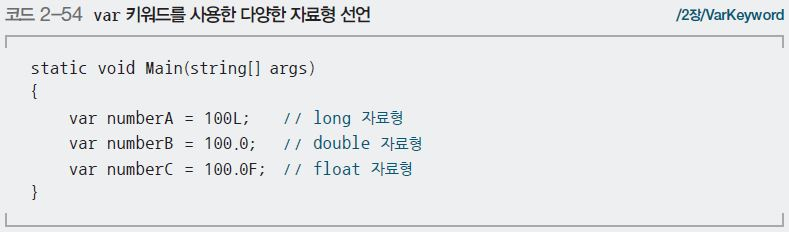 코드 2-54 var 키워드를 사용한 다양한 자료형 선언 /2장/VarKeyword
static void Main(string[] args)
{
var numberA = 100L; // long 자료형
var numberB = 100.0; // double 자료형
var numberC = 100.0F; // float 자료형
}